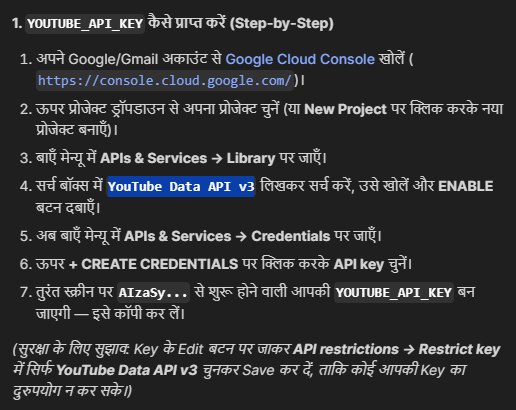 1. YOUTUBE_API_KEY कैसे प्राप्त करें (Step-by-Step)
1. अपने Google/Gmail अकाउंट से Google Cloud Console खोलें (
https://console.cloud.google.com/)।
2. ऊपर प्रोजेक्ट ड्रॉपडाउन से अपना प्रोजेक्ट चुनें (या New Project पर क्लिक करके नया
प्रोजेक्ट बनाएँ)।
3. बाएँ मेन्यू में APIs & Services → Library पर जाएँ।
4. सर्च बॉक्स में YouTube Data API v3 लिखकर सर्च करें, उसे खोलें और ENABLE
बटन दबाएँ।
5. अब बाएँ मेन्यू में APIs & Services → Credentials पर जाएँ।
6. ऊपर + CREATE CREDENTIALS पर क्लिक करके API key चुनें।
7. तुरंत स्क्रीन पर AIzaSy... से शुरू होने वाली आपकी YOUTUBE_API_KEY बन
जाएगी — इसे कॉपी कर लें।
(सुरक्षा के लिए सुझाव: Key के Edit बटन पर जाकर API restrictions → Restrict key
में सिर्फ YouTube Data API v3 चुनकर Save कर दें, ताकि कोई आपकी Key का
दुरुपयोग न कर सके।)